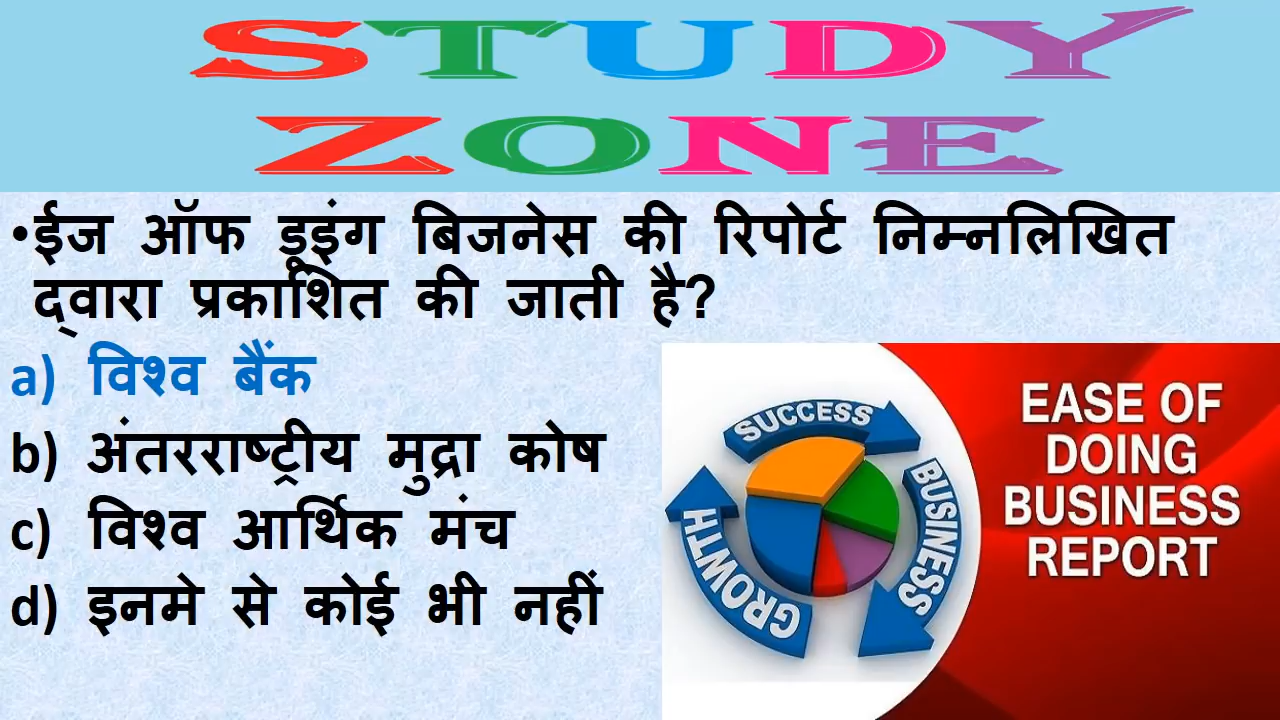 STUDY
ZONE
•ईज ऑफ डूइंग बिजनेस की रिपोर्ट निम्नलिखित
द्वारा प्रकाशित की जाती है?
a) विश्व बैंक
b) अंतरराष्ट्रीय मुद्रा कोष
c) विश्व आर्थिक मंच
d) इनमे से कोई भी नहीं
SUCCESS
BUSINESS
GROWTH
EASE OF
DOING
BUSINESS
REPORT